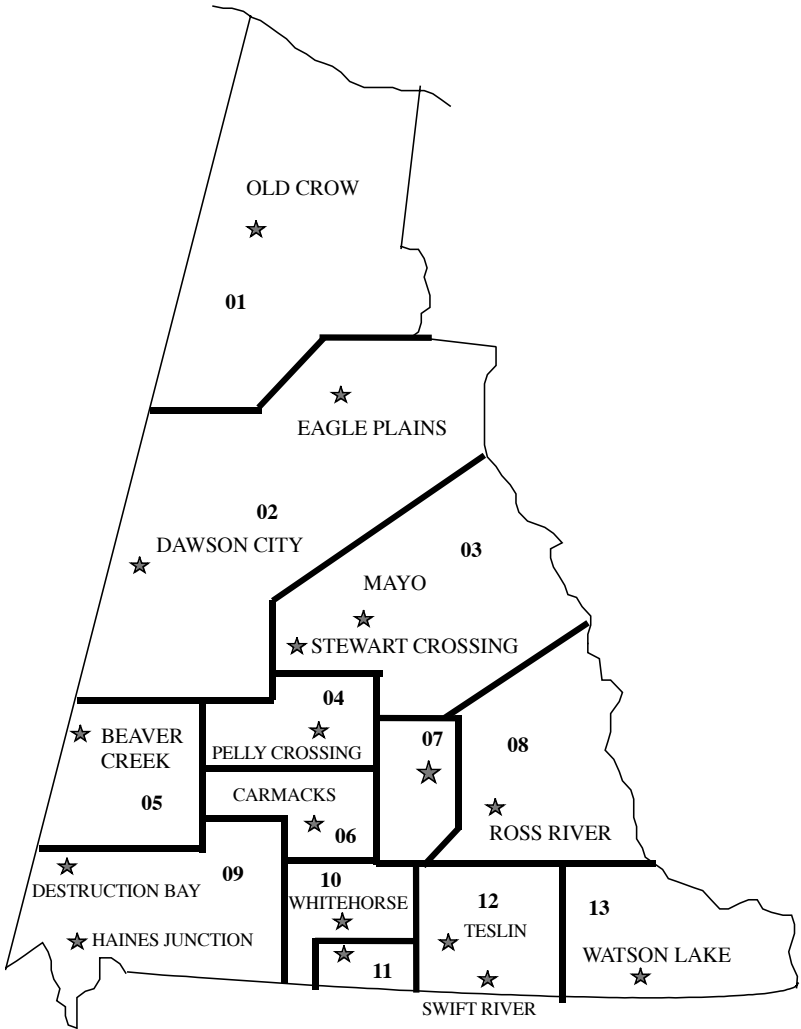 OLD CROW
01
EAGLE PLAINS
02
DAWSON CITY
03
MAYO
STEWART CROSSING
04
PELLY CROSSING
BEAVER
CREEK
05
07
08
CARMACKS
06
ROSS RIVER
DESTRUCTION BAY
09
HAINES JUNCTION
10
WHITEHORSE
11
12
TESLIN
SWIFT RIVER
13
WATSON LAKE